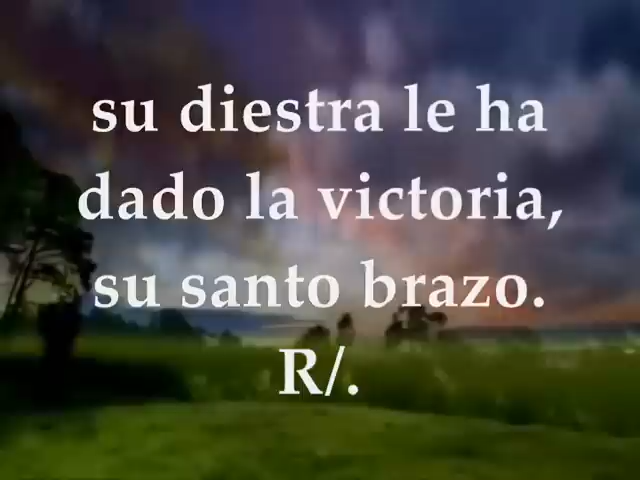 su diestra le ha
dado la victoria,
su santo brazo.
R/.